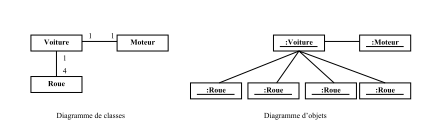 Voiture
1
1
Moteur
1
4
Roue
Diagramme de classes
:Voiture
:Moteur
:Roue
:Roue
:Roue
:Roue
Diagramme d'objets